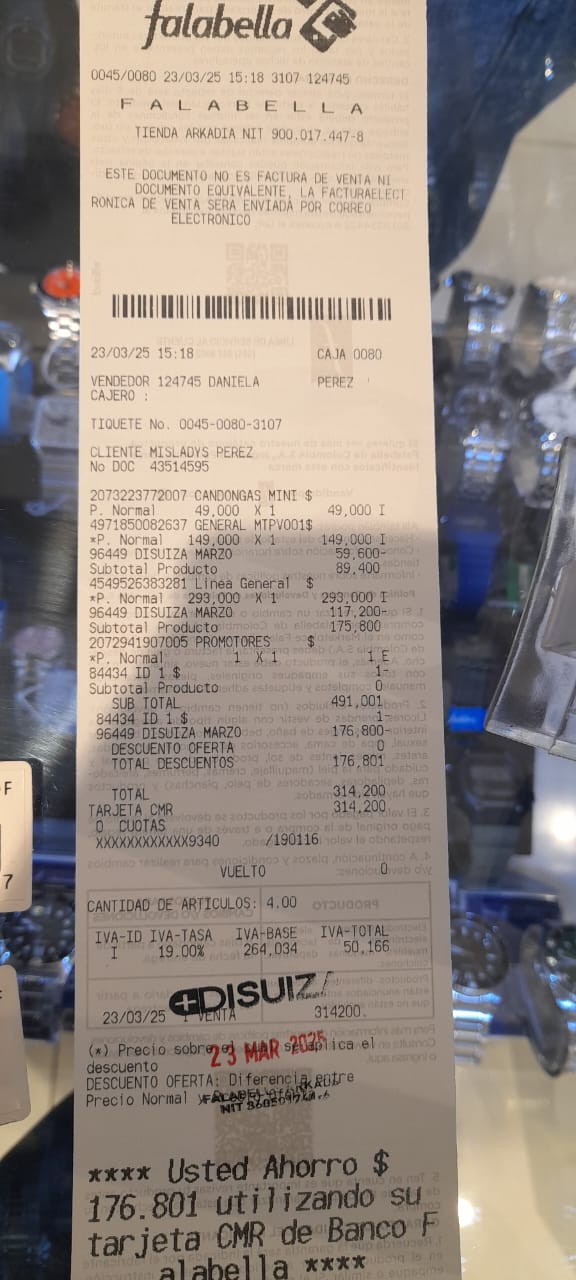 falabella
0045/0080 23/03/25 15:18 3107 124745
F A L A B E L L A
TIENDA ARKADIA NIT 900.017.447-8
ESTE DOCUMENTO NO ES FACTURA DE VENTA NI
DOCUMENTO EQUIVALENTE, LA FACTURAELECT
RONICA DE VENTA SERA ENVIADA POR CORREO
ELECTRONICO
23/03/25 15:18 CAJA 0080
VENDEDOR 124745 DANIELA PEREZ
CAJERO :
TIQUETE No. 0045-0080-3107
CLIENTE MISLADYS PEREZ
No DOC 43514595
2073223772007 CANDONGAS MINI $
P. Normal 49,000 X 1 49,000 I
4971850082637 GENERAL MTPV001$
*P. Normal 149,000 X 1 149,000 I
96449 DISUIZA MARZO 59,600-
Subtotal Producto 89,400
4549526383281 Linea General $
*P. Normal 293,000 X 1 293,000 I
96449 DISUIZA MARZO 117,200-
Subtotal Producto 175,800
2072941907005 PROMOTORES $
*P. Normal 1 X 1 1 E
84434 ID 1 $ 1-
Subtotal Producto 0
SUB TOTAL 491,001
84434 ID 1 $ 1-
96449 DISUIZA MARZO 176,800-
DESCUENTO OFERTA 0
TOTAL DESCUENTOS 176,801
TOTAL 314,200
TARJETA CMR 314,200
0 CUOTAS
XXXXXXXXXXXX9340 /190116
VUELTO 0
CANTIDAD DE ARTICULOS: 4.00
IVA-ID IVA-TASA IVA-BASE IVA-TOTAL
I 19.00% 264,034 50,166
DISUIZ
23/03/25 1 VENTA 314200.
(*) Precio sobre el cual se aplica el
23 MAR 2025
descuento
DESCUENTO OFERTA: Diferencia entre
Precio Normal y
**** Usted Ahorro $
176.801 utilizando su
tarjeta CMR de Banco F
alabella ****